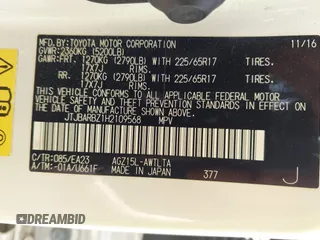 MFD. BY: TOYOTA MOTOR CORPORATION 11/16
GVWR: 2360KG (5200LB)
GAWR: FRT. 1270KG (2790LB) WITH 225/65R17 TIRES.
17X7J RIMS.
RR. 1270KG (2790LB) WITH 225/65R17 TIRES.
17X7J RIMS.
THIS VEHICLE CONFORMS TO ALL APPLICABLE FEDERAL MOTOR
VEHICLE SAFETY AND THEFT PREVENTION STANDARDS IN EFFECT
ON THE DATE OF MANUFACTURE SHOWN ABOVE.
JTJBARBZ1H2109568 MPV
C/TR: 085/EA23 AGZ15L-AWTLTA
A/TM: -01A/U661F MADE IN JAPAN 377 J
DREAMBID